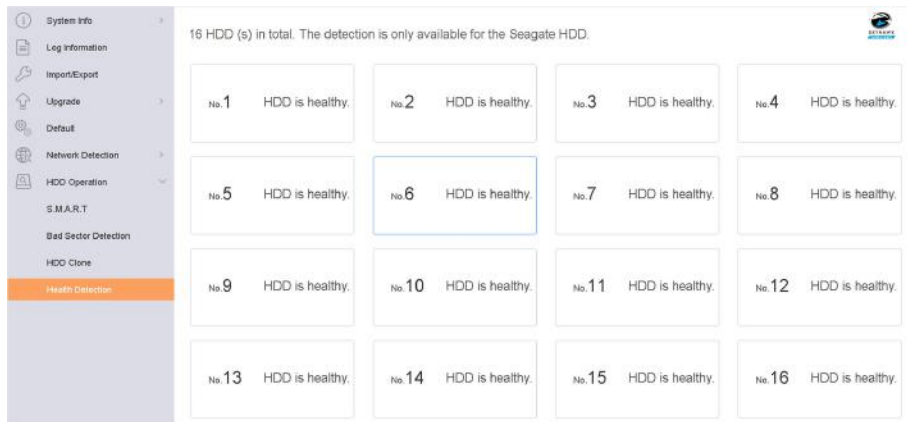 System Info
Log Information
Import/Export
Upgrade
Default
Network Detection
HDD Operation
S.M.A.R.T
Bad Sector Detection
HDD Clone
Health Detection
16 HDD (s) in total. The detection is only available for the Seagate HDD.
SKYHAWK
No.1 HDD is healthy.
No.2 HDD is healthy.
No.3 HDD is healthy.
No.4 HDD is healthy.
No.5 HDD is healthy.
No.6 HDD is healthy.
No.7 HDD is healthy.
No.8 HDD is healthy.
No.9 HDD is healthy.
No.10 HDD is healthy.
No.11 HDD is healthy.
No.12 HDD is healthy.
No.13 HDD is healthy.
No.14 HDD is healthy.
No.15 HDD is healthy.
No.16 HDD is healthy.